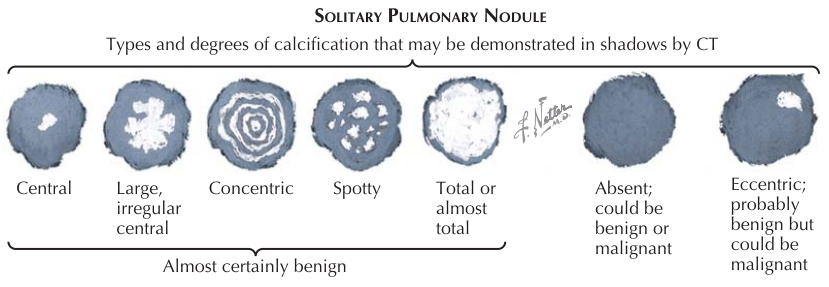 SOLITARY PULMONARY NODULE
Types and degrees of calcification that may be demonstrated in shadows by CT
F. Netter
M.D.
Central
Large,
irregular
central
Concentric
Spotty
Total or
almost
total
Absent;
could be
benign or
malignant
Eccentric;
probably
benign but
could be
malignant
Almost certainly benign